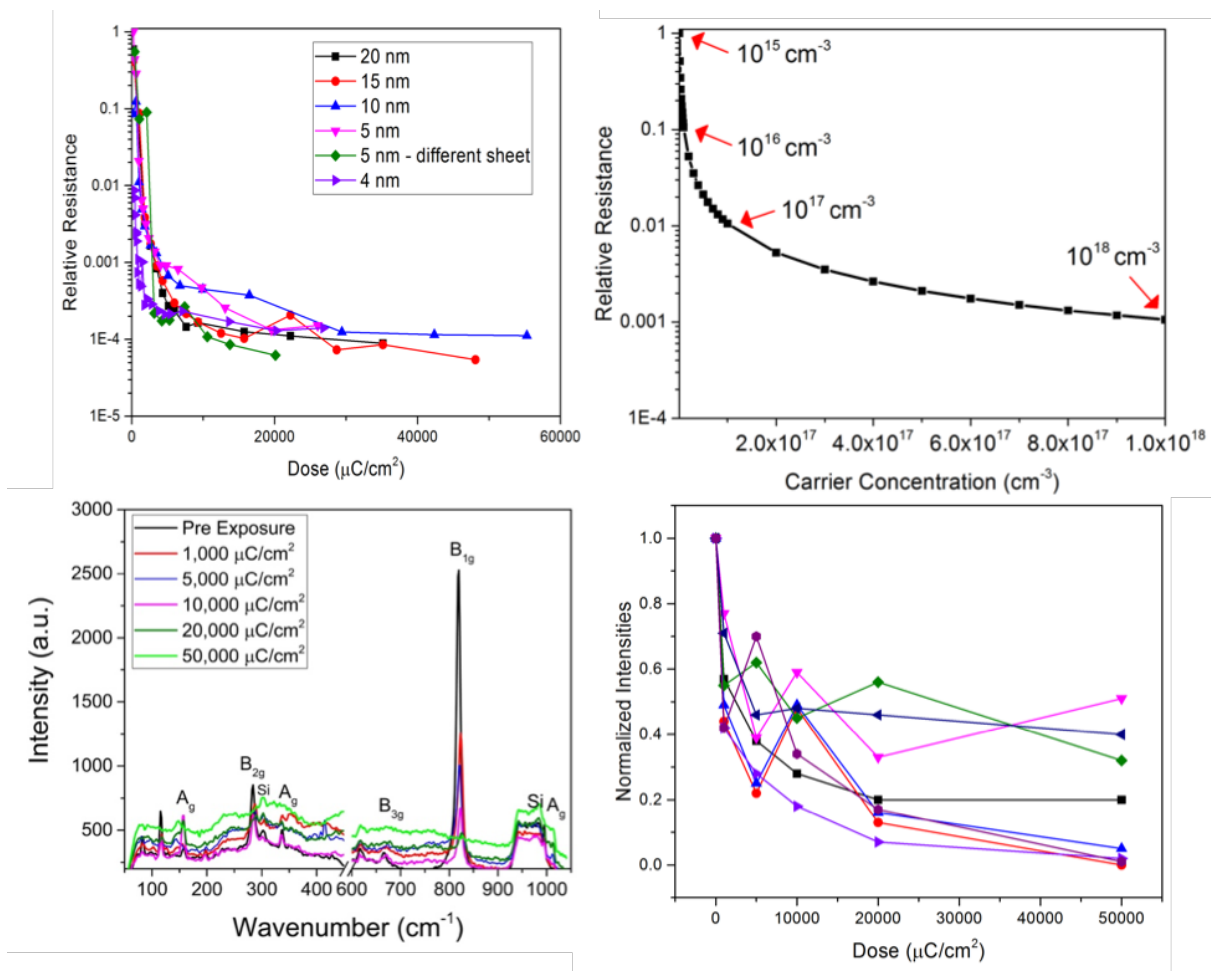 1
0.1
0.01
0.001
1E-4
1E-5
Relative Resistance
20 nm
15 nm
10 nm
5 nm
5 nm - different sheet
4 nm
0
20000
40000
60000
Dose (μC/cm²)
1
0.1
0.01
0.001
1E-4
Relative Resistance
10¹⁵ cm⁻³
10¹⁶ cm⁻³
10¹⁷ cm⁻³
10¹⁸ cm⁻³
2.0x10¹⁷
4.0x10¹⁷
6.0x10¹⁷
8.0x10¹⁷
1.0x10¹⁸
Carrier Concentration (cm⁻³)
3000
2500
2000
1500
1000
500
Intensity (a.u.)
Pre Exposure
1,000 μC/cm²
5,000 μC/cm²
10,000 μC/cm²
20,000 μC/cm²
50,000 μC/cm²
B1g
B2g
Si
Ag
Ag
B3g
Si
Ag
100
200
300
400
600
700
800
900
1000
Wavenumber (cm⁻¹)
1.0
0.8
0.6
0.4
0.2
0.0
Normalized Intensities
0
10000
20000
30000
40000
50000
Dose (μC/cm²)